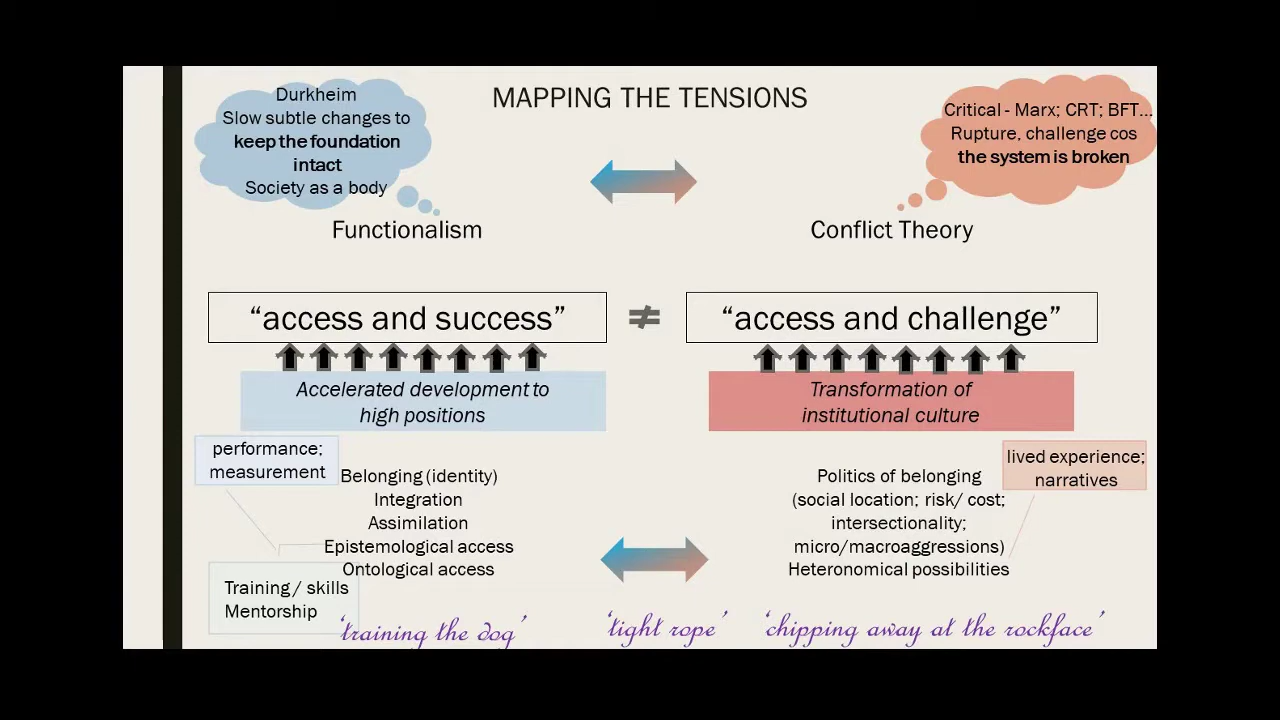 MAPPING THE TENSIONS
Durkheim
Slow subtle changes to
keep the foundation
intact
Society as a body
Critical - Marx; CRT; BFT...
Rupture, challenge cos
the system is broken
Functionalism
Conflict Theory
“access and success”
≠
“access and challenge”
Accelerated development to
high positions
Transformation of
institutional culture
performance;
measurement
Belonging (identity)
Integration
Assimilation
Epistemological access
Ontological access
Training / skills
Mentorship
Politics of belonging
(social location; risk/ cost;
intersectionality;
micro/macroaggressions)
Heteronomical possibilities
lived experience;
narratives
‘training the dog’
‘tight rope’
‘chipping away at the rockface’